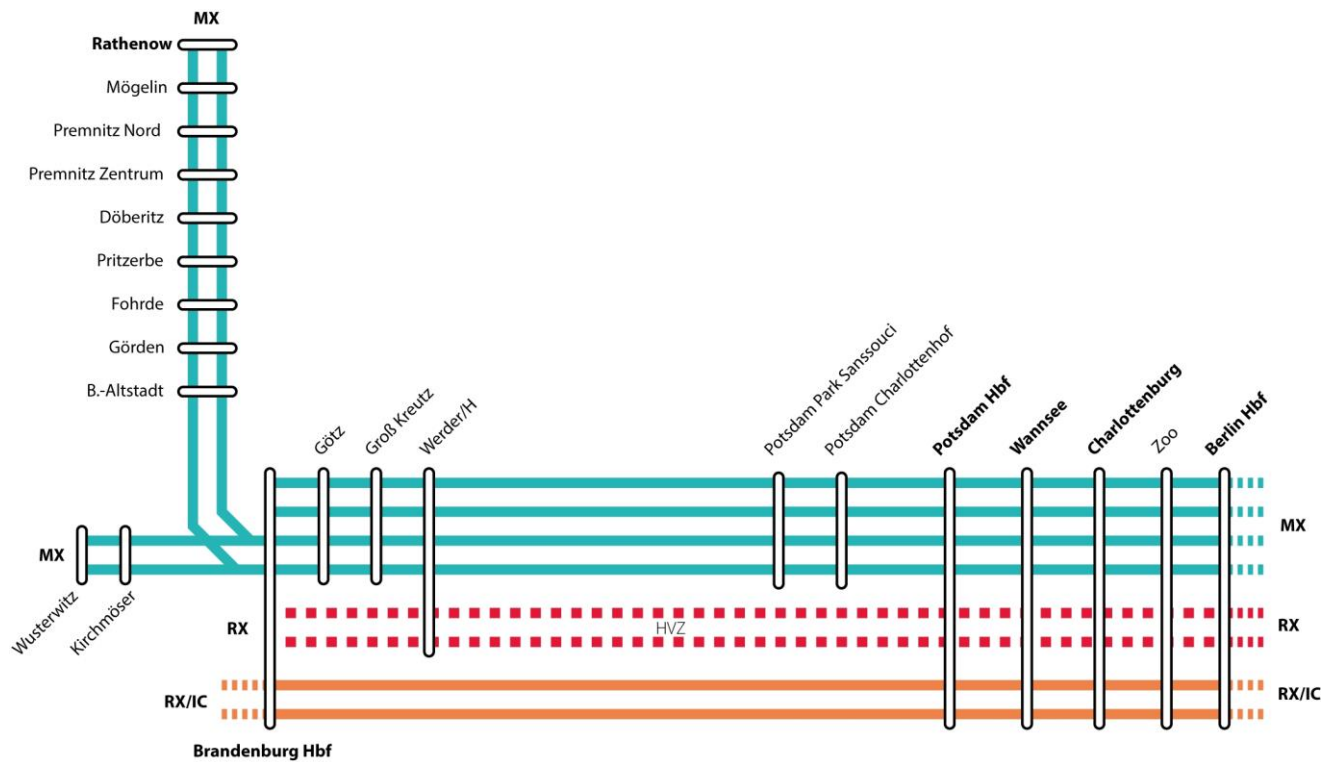 MX
Rathenow
Mögelin
Premnitz Nord
Premnitz Zentrum
Döberitz
Pritzerbe
Fohrde
Görden
B.-Altstadt
Götz
Groß Kreutz
Werder/H
Potsdam Park Sanssouci
Potsdam Charlottenhof
Potsdam Hbf
Wannsee
Charlottenburg
Zoo
Berlin Hbf
MX
MX
Wusterwitz
Kirchmöser
RX
HVZ
RX
RX/IC
RX/IC
Brandenburg Hbf